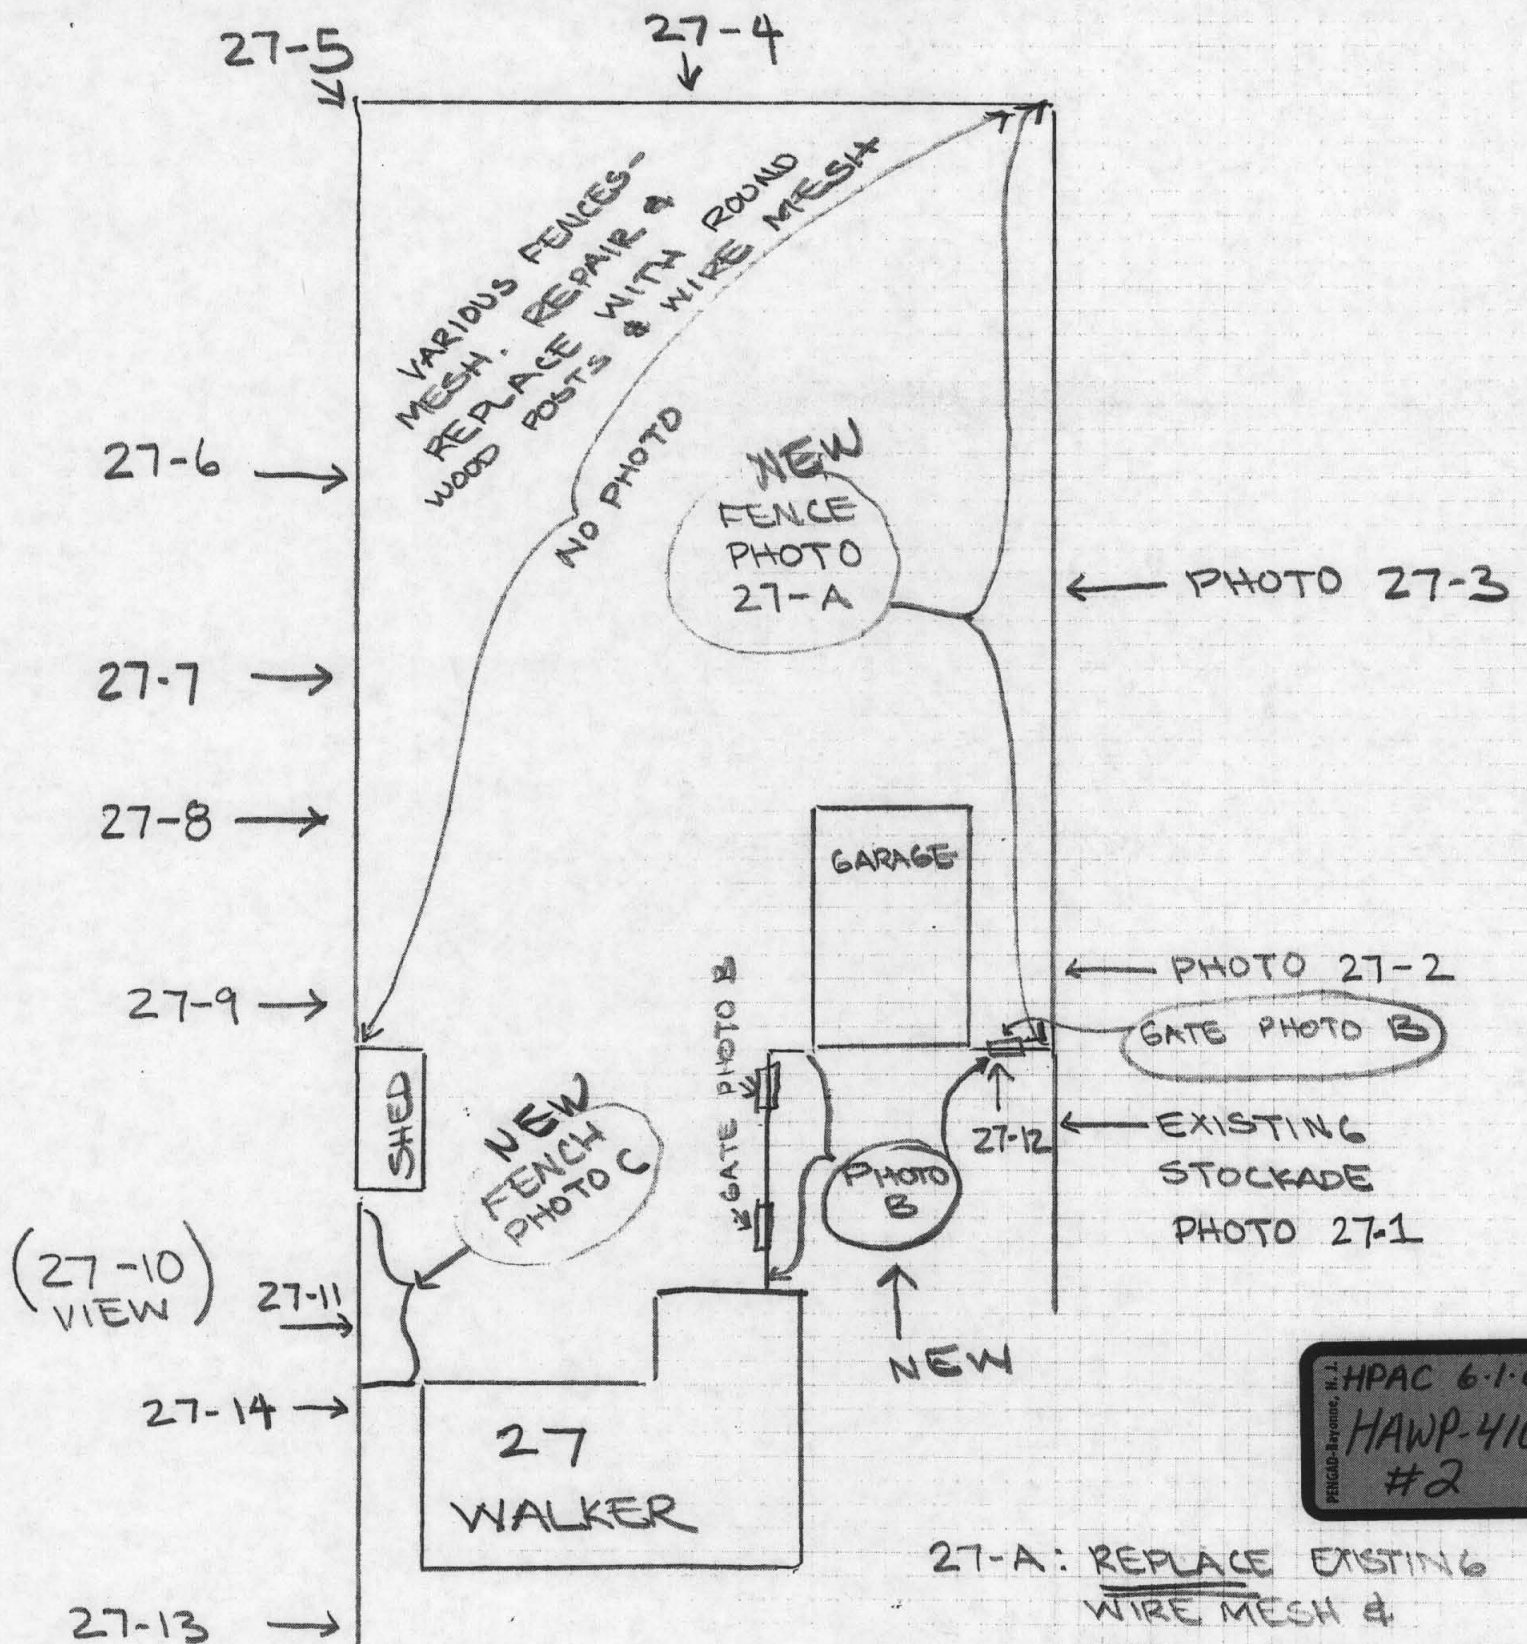 27-5
27-4
VARIOUS FENCES-
MESH. REPAIR &
REPLACE WITH ROUND
WOOD POSTS & WIRE MESH
NO PHOTO
27-6
NEW
FENCE
PHOTO
27-A
PHOTO 27-3
27-7
27-8
GARAGE
27-9
PHOTO 27-2
GATE PHOTO B
GATE PHOTO B
SHED
NEW
FENCH
PHOTO C
PHOTO
B
27-12
EXISTING
STOCKADE
PHOTO 27-1
(27-10
VIEW)
27-11
NEW
27-14
27
WALKER
PENGAD-Bayonne, N.J.
HPAC 6.1.
HAWP-410
#2
27-A: REPLACE EXISTING
WIRE MESH &
27-13